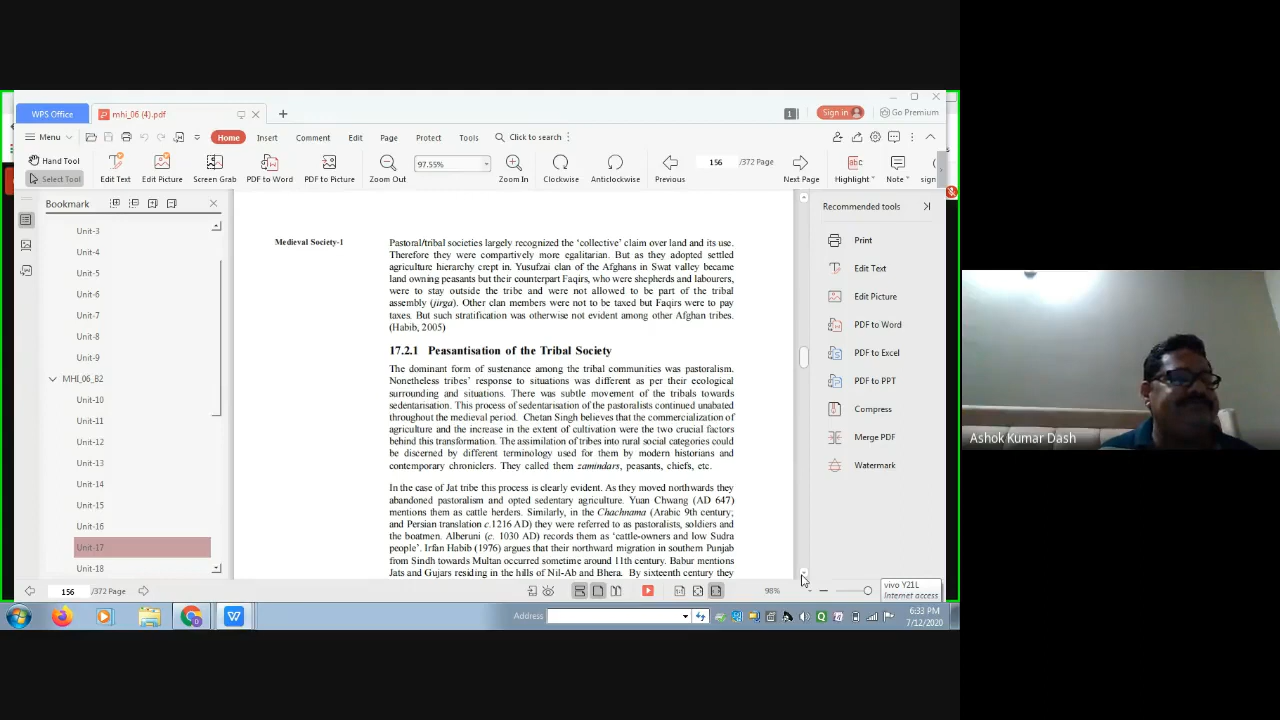 WPS Office
mhi_06 (4).pdf
1
Sign in
Go Premium
Menu
Home
Insert
Comment
Edit
Page
Protect
Tools
Click to search
Hand Tool
Select Tool
Edit Text
Edit Picture
Screen Grab
PDF to Word
PDF to Picture
Zoom Out
97.55%
Zoom In
Clockwise
Anticlockwise
Previous
156
/372 Page
Next Page
Highlight
Note
sign
Bookmark
Unit-3
Unit-4
Unit-5
Unit-6
Unit-7
Unit-8
Unit-9
MHI_06_B2
Unit-10
Unit-11
Unit-12
Unit-13
Unit-14
Unit-15
Unit-16
Unit-17
Unit-18
Medieval Society-1
Pastoral/tribal societies largely recognized the ‘collective’ claim over land and its use.
Therefore they were compartively more egalitarian. But as they adopted settled
agriculture hierarchy crept in. Yusufzai clan of the Afghans in Swat valley became
land owning peasants but their counterpart Faqirs, who were shepherds and labourers,
were to stay outside the tribe and were not allowed to be part of the tribal
assembly (jirga). Other clan members were not to be taxed but Faqirs were to pay
taxes. But such stratification was otherwise not evident among other Afghan tribes.
(Habib, 2005)
17.2.1 Peasantisation of the Tribal Society
The dominant form of sustenance among the tribal communities was pastoralism.
Nonetheless tribes’ response to situations was different as per their ecological
surrounding and situations. There was subtle movement of the tribals towards
sedentarisation. This process of sedentarisation of the pastoralists continued unabated
throughout the medieval period. Chetan Singh believes that the commercialization of
agriculture and the increase in the extent of cultivation were the two crucial factors
behind this transformation. The assimilation of tribes into rural social categories could
be discerned by different terminology used for them by modern historians and
contemporary chroniclers. They called them zamindars, peasants, chiefs, etc.
In the case of Jat tribe this process is clearly evident. As they moved northwards they
abandoned pastoralism and opted sedentary agriculture. Yuan Chwang (AD 647)
mentions them as cattle herders. Similarly, in the Chachnama (Arabic 9th century;
and Persian translation c.1216 AD) they were referred to as pastoralists, soldiers and
the boatmen. Alberuni (c. 1030 AD) records them as ‘cattle-owners and low Sudra
people’. Irfan Habib (1976) argues that their northward migration in southern Punjab
from Sindh towards Multan occurred sometime around 11th century. Babur mentions
Jats and Gujars residing in the hills of Nil-Ab and Bhera. By sixteenth century they
Recommended tools
Print
Edit Text
Edit Picture
PDF to Word
PDF to Excel
PDF to PPT
Compress
Merge PDF
Watermark
156
/372 Page
98%
vivo Y21L
Internet access
Address
6:33 PM
7/12/2020
Ashok Kumar Dash